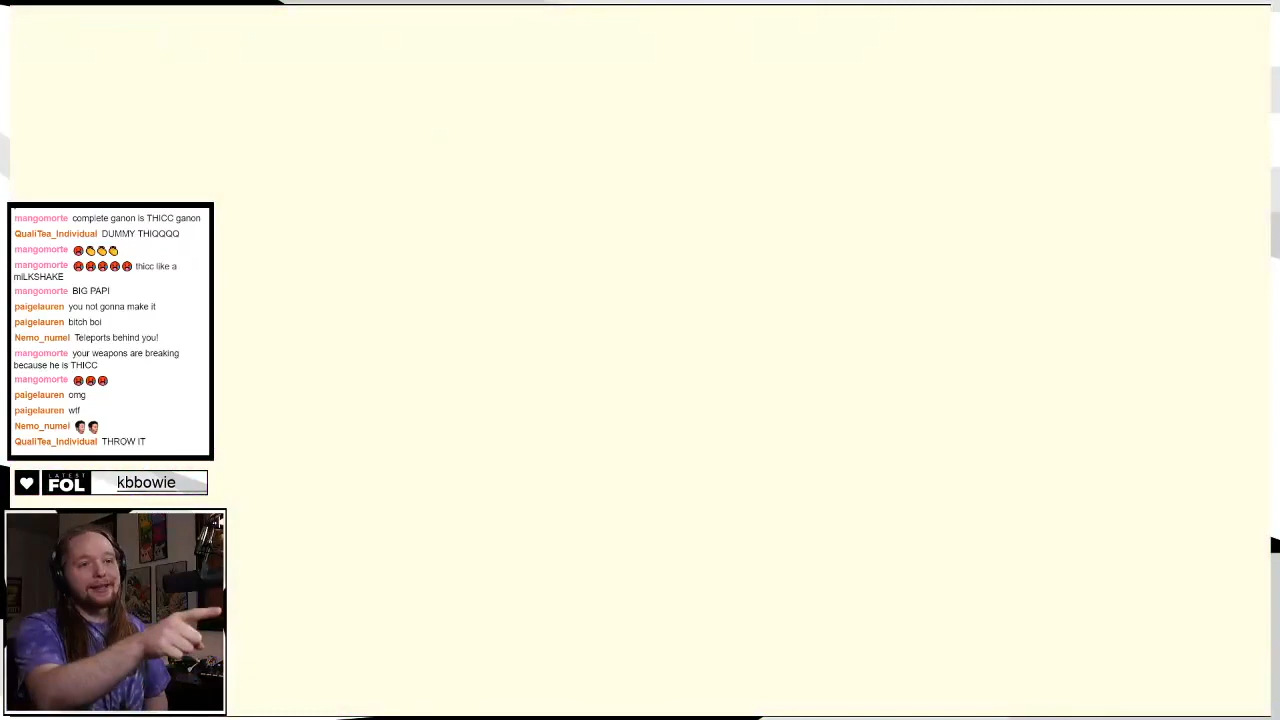 mangomorte complete ganon is THICC ganon
QualiTea_Individual DUMMY THIQQQQ
mangomorte
mangomorte thicc like a
miLKSHAKE
mangomorte BIG PAPI
paigelauren you not gonna make it
paigelauren bitch boi
Nemo_numel Teleports behind you!
mangomorte your weapons are breaking
because he is THICC
mangomorte
paigelauren omg
paigelauren wtf
Nemo_numel
QualiTea_Individual THROW IT
LATEST
FOL kbbowie